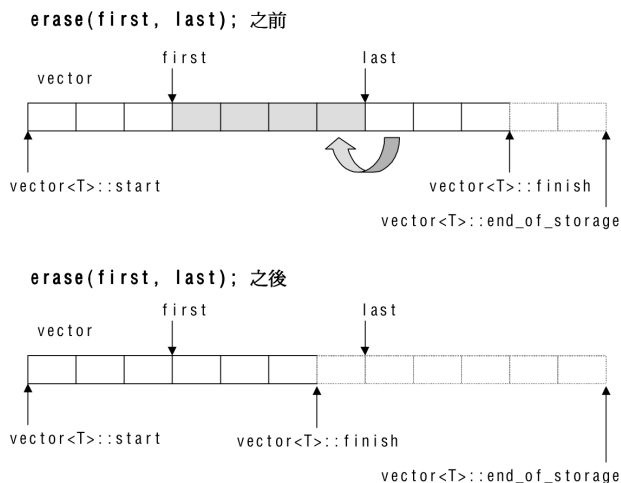 erase(first, last); 之前
first
last
vector
vector<T>::start
vector<T>::finish
vector<T>::end_of_storage
erase(first, last); 之後
first
last
vector
vector<T>::start
vector<T>::finish
vector<T>::end_of_storage